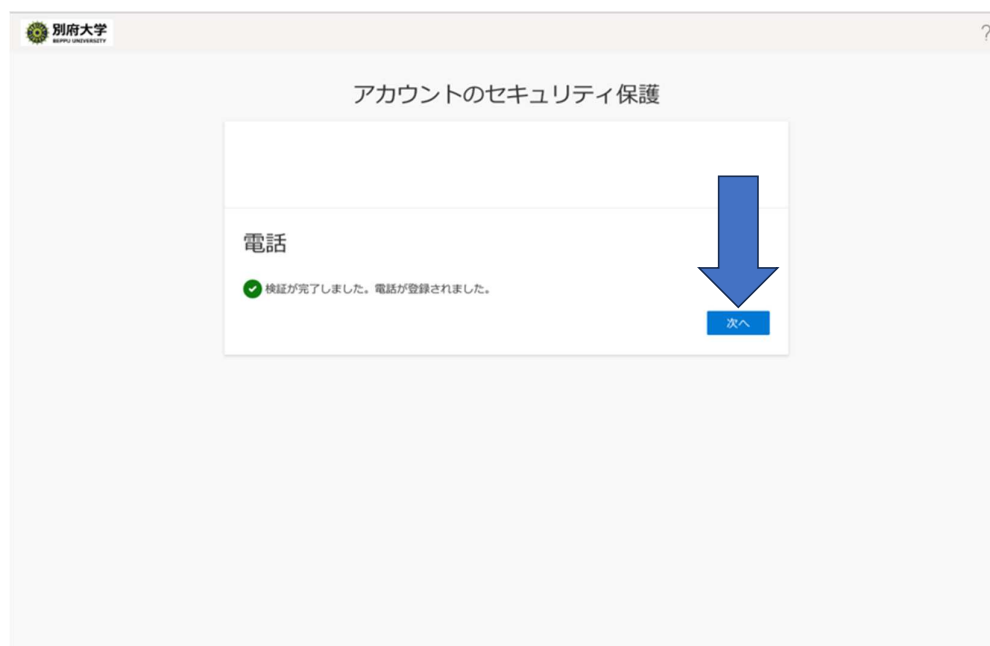 別府大学
BEPPU UNIVERSITY
?
アカウントのセキュリティ保護
電話
検証が完了しました。電話が登録されました。
次へ